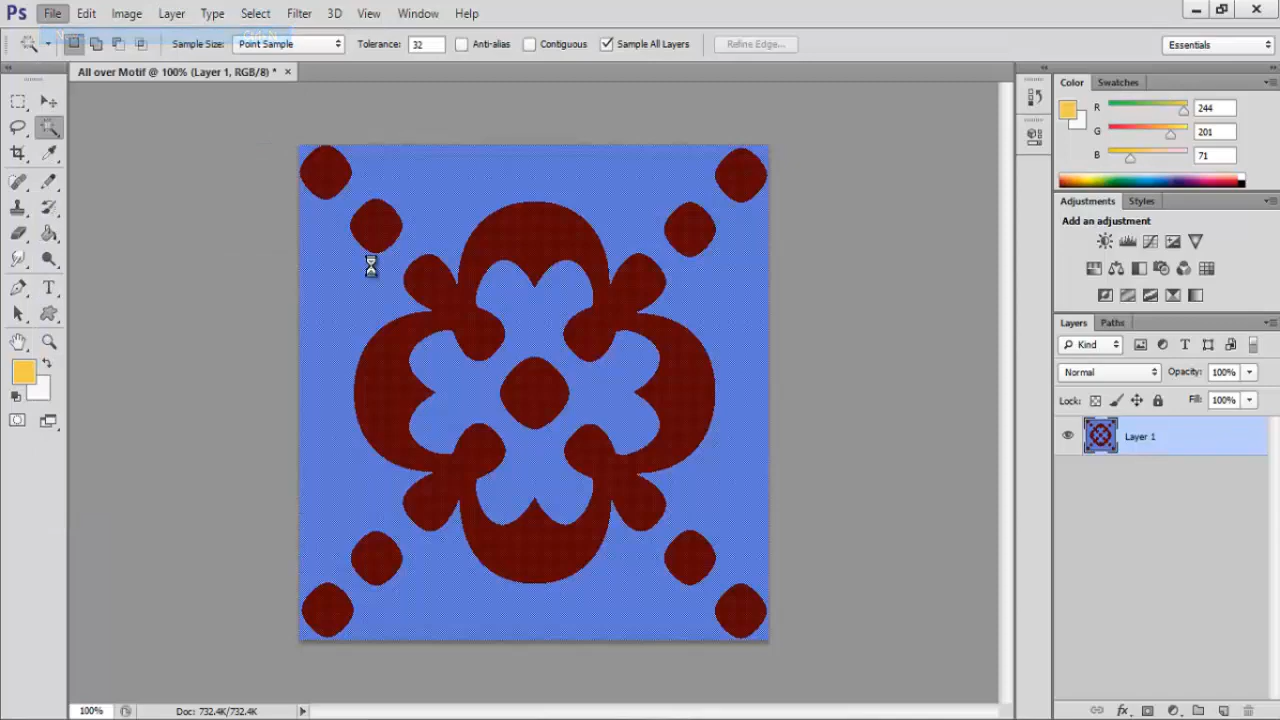 Ps File Edit Image Layer Type Select Filter 3D View Window Help
Sample Size: Point Sample Tolerance: 32 Anti-alias Contiguous Sample All Layers Refine Edge... Essentials
All over Motif @ 100% (Layer 1, RGB/8) * ×
Color Swatches
R 244
G 201
B 71
Adjustments Styles
Add an adjustment
Layers Paths
Kind
Normal Opacity: 100%
Lock: Fill: 100%
Layer 1
fx
100% Doc: 732.4K/732.4K